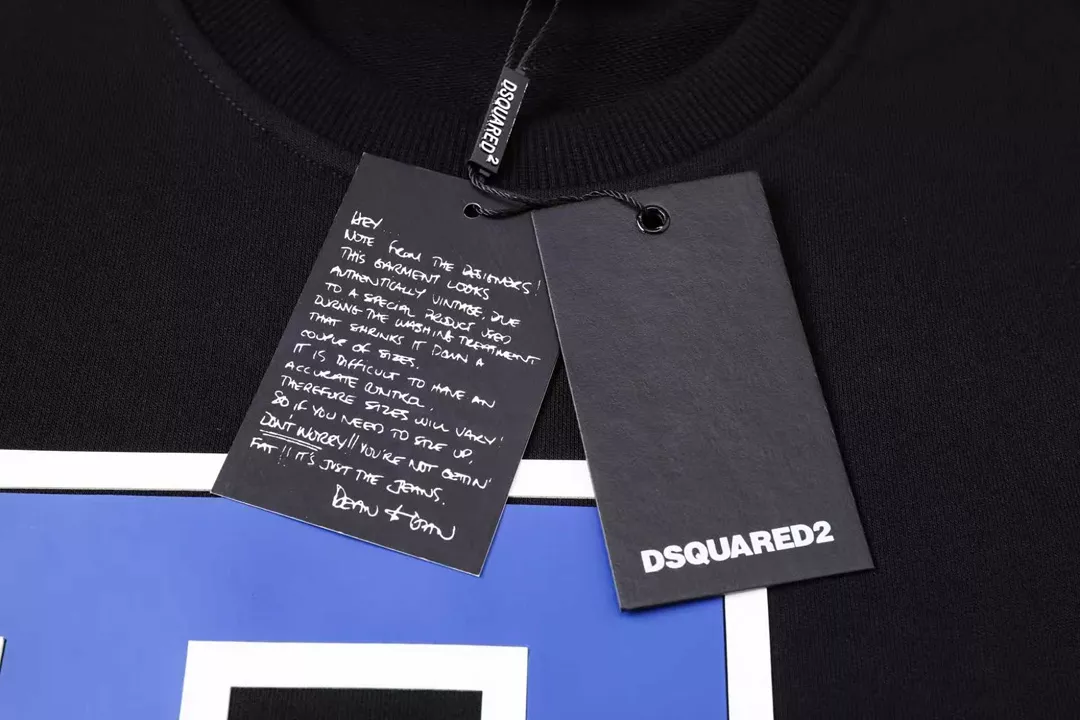 DSQUARED2
HEY...
NOTE FROM THE DESIGNERS!
THIS GARMENT LOOKS
AUTHENTICALLY VINTAGE, DUE
TO A SPECIAL PRODUCT USED
DURING THE WASHING TREATMENT
THAT SHRINKS IT DOWN A
COUPLE OF SIZES.
IT IS DIFFICULT TO HAVE AN
ACCURATE CONTROL,
THEREFORE SIZES WILL VARY!
SO IF YOU NEED TO SIZE UP,
DON'T WORRY!! YOU'RE NOT GETTIN'
FAT!! IT'S JUST THE JEANS.
DEAN & DAN
DSQUARED2